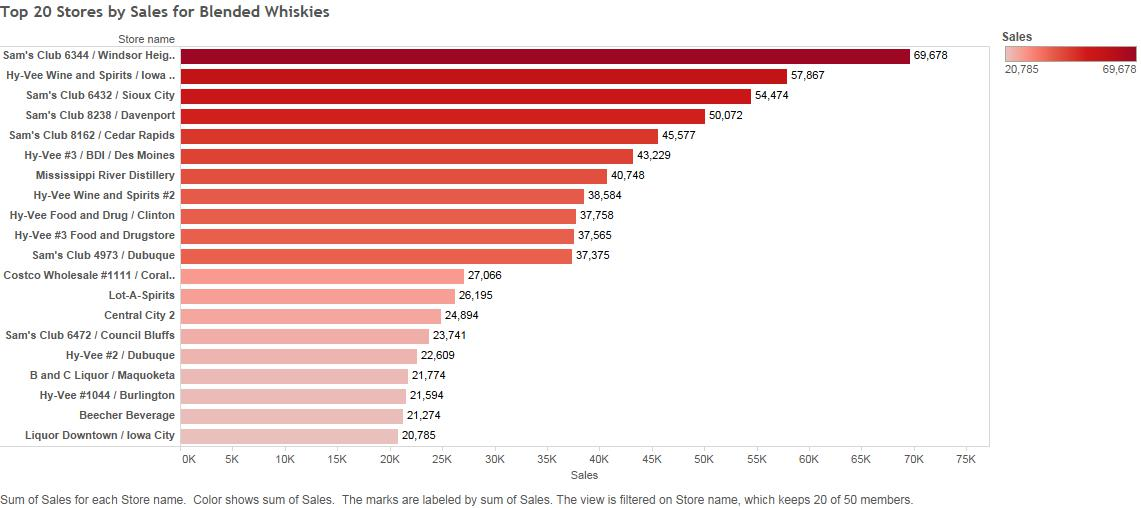 Top 20 Stores by Sales for Blended Whiskies
Store name
Sales
20,785 69,678
Sam's Club 6344 / Windsor Heig.. 69,678
Hy-Vee Wine and Spirits / Iowa .. 57,867
Sam's Club 6432 / Sioux City 54,474
Sam's Club 8238 / Davenport 50,072
Sam's Club 8162 / Cedar Rapids 45,577
Hy-Vee #3 / BDI / Des Moines 43,229
Mississippi River Distillery 40,748
Hy-Vee Wine and Spirits #2 38,584
Hy-Vee Food and Drug / Clinton 37,758
Hy-Vee #3 Food and Drugstore 37,565
Sam's Club 4973 / Dubuque 37,375
Costco Wholesale #1111 / Coral.. 27,066
Lot-A-Spirits 26,195
Central City 2 24,894
Sam's Club 6472 / Council Bluffs 23,741
Hy-Vee #2 / Dubuque 22,609
B and C Liquor / Maquoketa 21,774
Hy-Vee #1044 / Burlington 21,594
Beecher Beverage 21,274
Liquor Downtown / Iowa City 20,785
0K 5K 10K 15K 20K 25K 30K 35K 40K 45K 50K 55K 60K 65K 70K 75K
Sales
Sum of Sales for each Store name.  Color shows sum of Sales.  The marks are labeled by sum of Sales. The view is filtered on Store name, which keeps 20 of 50 members.